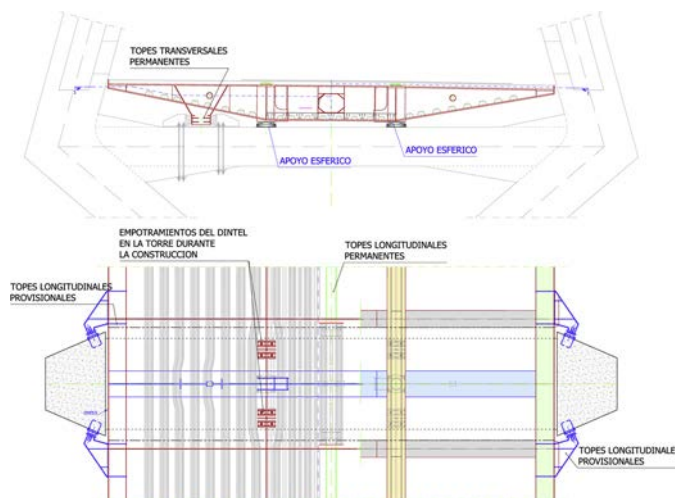 TOPES TRANSVERSALES
PERMANENTES
APOYO ESFERICO
APOYO ESFERICO
EMPOTRAMIENTOS DEL DINTEL
EN LA TORRE DURANTE
LA CONSTRUCCION
TOPES LONGITUDINALES
PERMANENTES
TOPES LONGITUDINALES
PROVISIONALES
TOPES LONGITUDINALE
PROVISIONALES